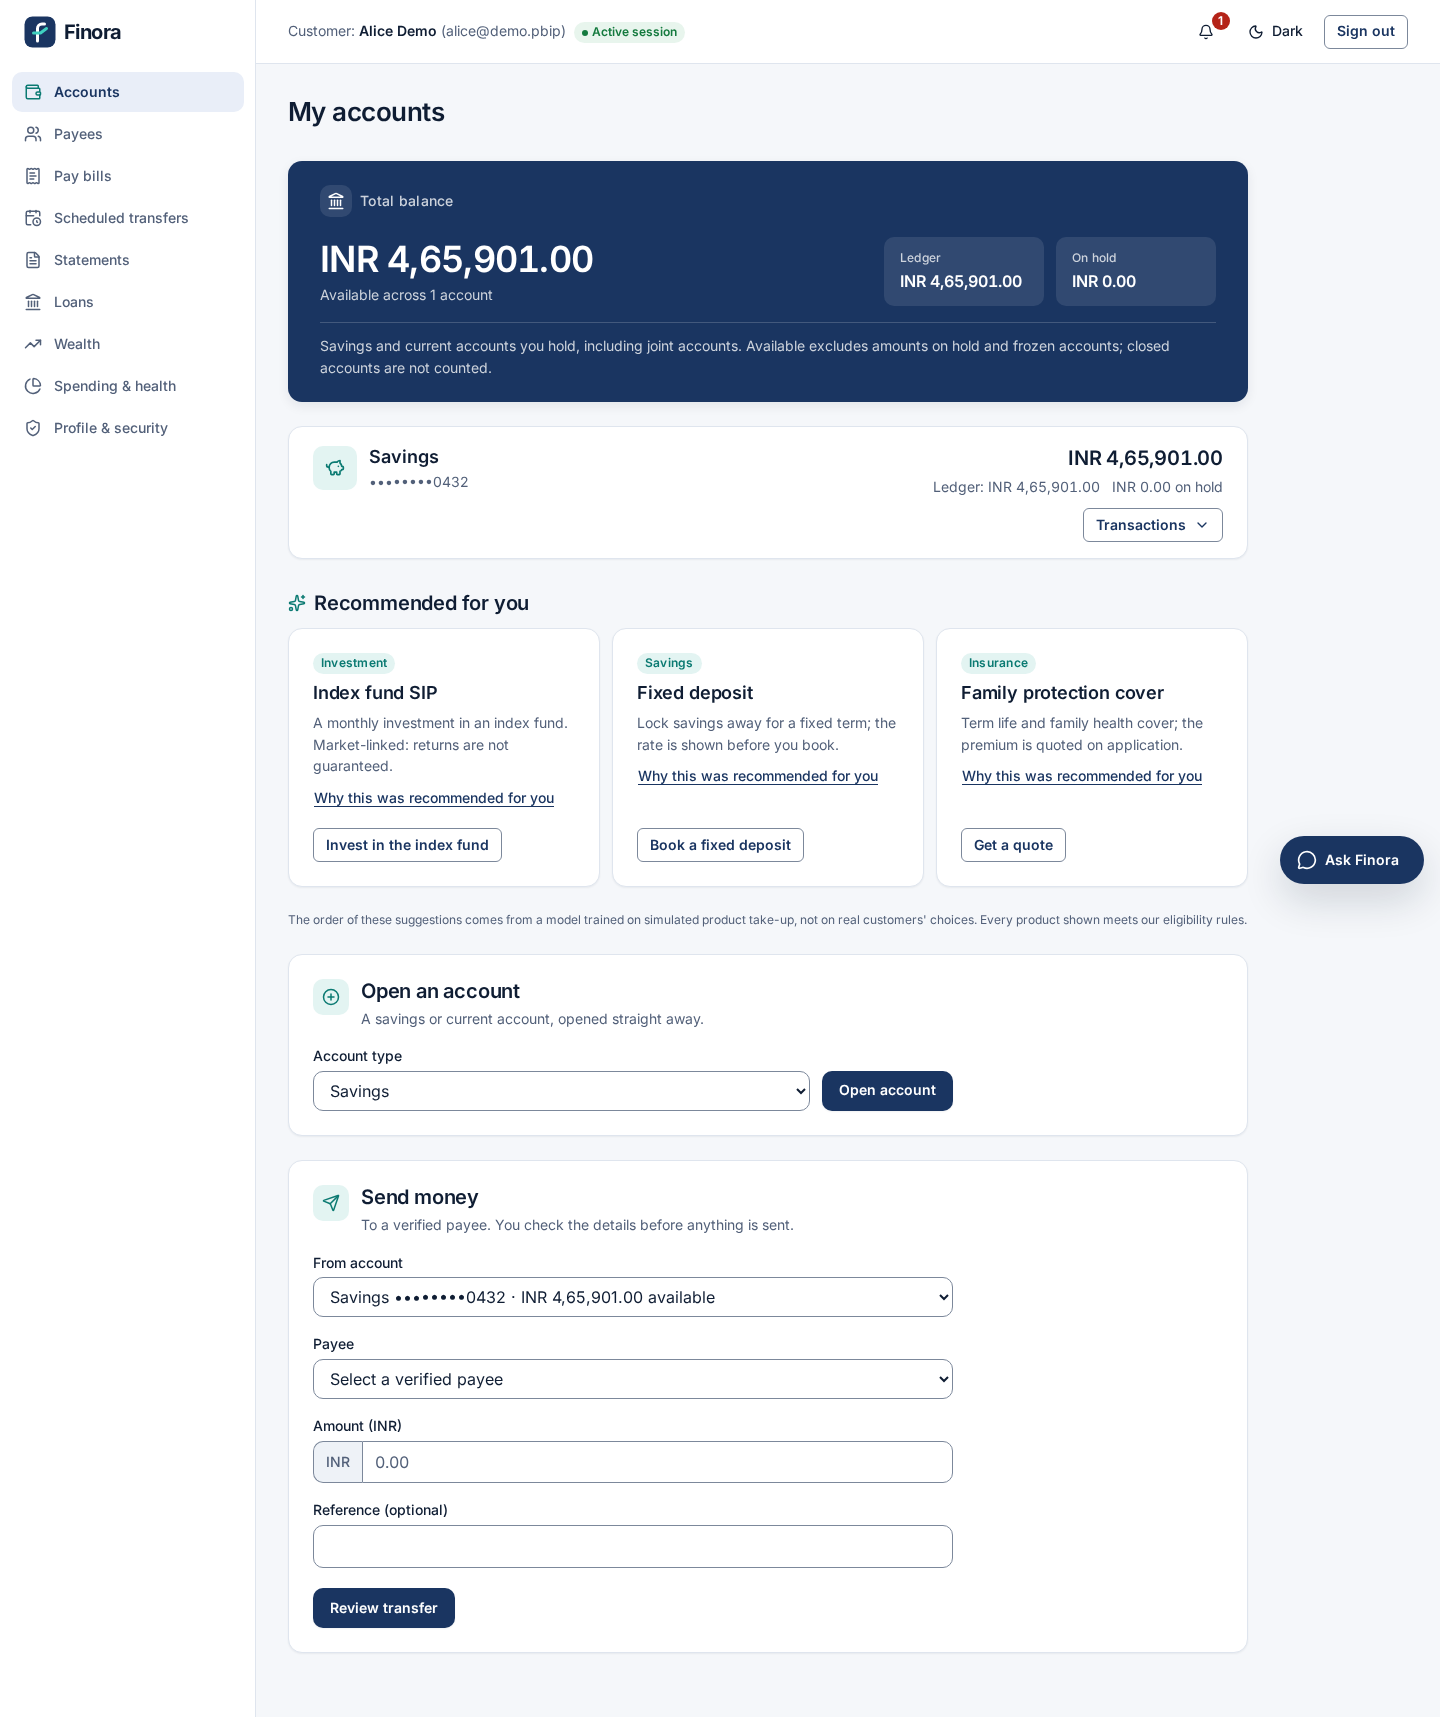 Finora
Customer: Alice Demo (alice@demo.pbip) Active session
1
Dark
Sign out
Accounts
Payees
Pay bills
Scheduled transfers
Statements
Loans
Wealth
Spending & health
Profile & security
My accounts
Total balance
INR 4,65,901.00
Available across 1 account
Ledger
INR 4,65,901.00
On hold
INR 0.00
Savings and current accounts you hold, including joint accounts. Available excludes amounts on hold and frozen accounts; closed
accounts are not counted.
Savings
••••••••0432
INR 4,65,901.00
Ledger: INR 4,65,901.00 INR 0.00 on hold
Transactions
Recommended for you
Investment
Index fund SIP
A monthly investment in an index fund.
Market-linked: returns are not
guaranteed.
Why this was recommended for you
Invest in the index fund
Savings
Fixed deposit
Lock savings away for a fixed term; the
rate is shown before you book.
Why this was recommended for you
Book a fixed deposit
Insurance
Family protection cover
Term life and family health cover; the
premium is quoted on application.
Why this was recommended for you
Get a quote
Ask Finora
The order of these suggestions comes from a model trained on simulated product take-up, not on real customers' choices. Every product shown meets our eligibility rules.
Open an account
A savings or current account, opened straight away.
Account type
Savings
Open account
Send money
To a verified payee. You check the details before anything is sent.
From account
Savings ••••••••0432 · INR 4,65,901.00 available
Payee
Select a verified payee
Amount (INR)
INR 0.00
Reference (optional)
Review transfer